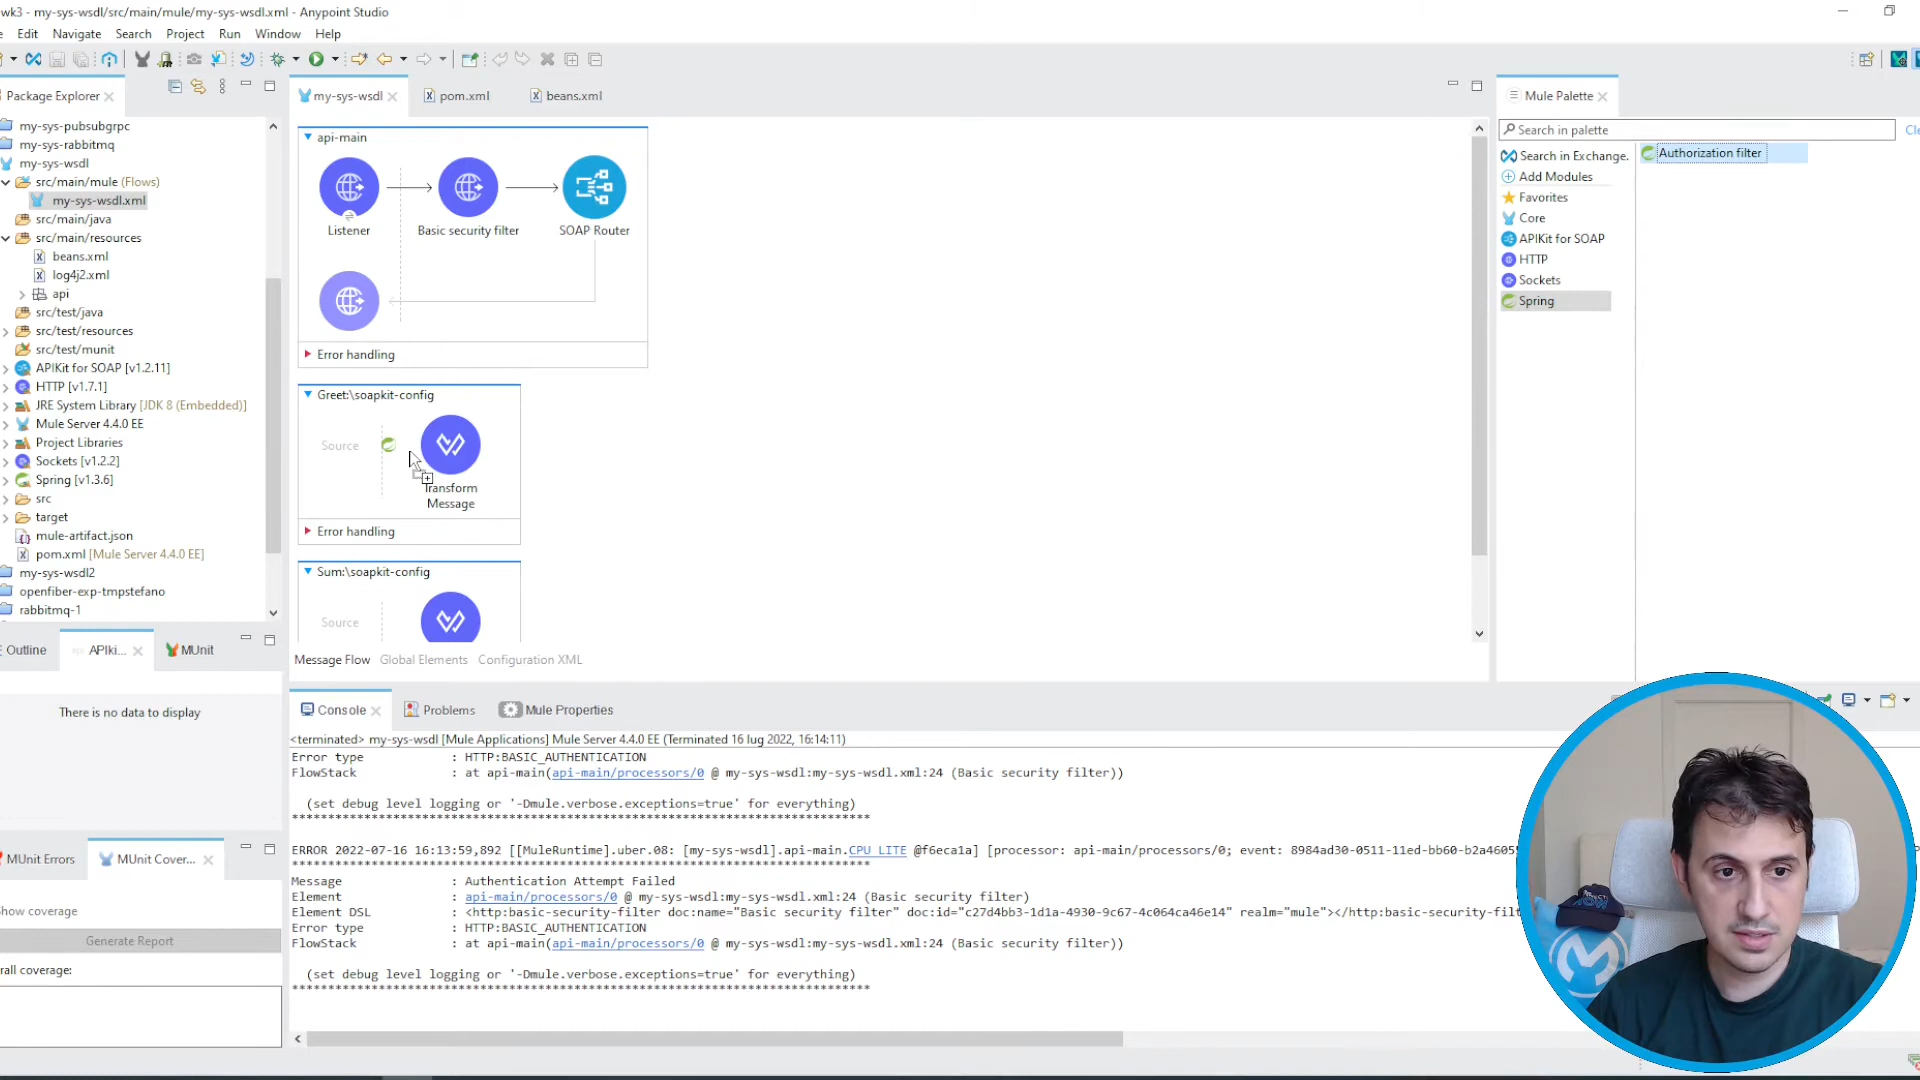 wk3 - my-sys-wsdl/src/main/mule/my-sys-wsdl.xml - Anypoint Studio
Edit Navigate Search Project Run Window Help
Package Explorer
my-sys-wsdl
pom.xml
beans.xml
Mule Palette
Search in palette
my-sys-pubsubgrpc
my-sys-rabbitmq
my-sys-wsdl
src/main/mule (Flows)
my-sys-wsdl.xml
src/main/java
src/main/resources
beans.xml
log4j2.xml
api
src/test/java
src/test/resources
src/test/munit
APIKit for SOAP [v1.2.11]
HTTP [v1.7.1]
JRE System Library [JDK 8 (Embedded)]
Mule Server 4.4.0 EE
Project Libraries
Sockets [v1.2.2]
Spring [v1.3.6]
src
target
mule-artifact.json
pom.xml [Mule Server 4.4.0 EE]
my-sys-wsdl2
openfiber-exp-tmpstefano
rabbitmq-1
api-main
Listener
Basic security filter
SOAP Router
Error handling
Greet:\soapkit-config
Source
Transform
Message
Error handling
Sum:\soapkit-config
Source
Message Flow Global Elements Configuration XML
Search in Exchange.
Add Modules
Favorites
Core
APIKit for SOAP
HTTP
Sockets
Spring
Authorization filter
Outline
APIki...
MUnit
There is no data to display
MUnit Errors
MUnit Cover...
Generate Report
Console
Problems
Mule Properties
<terminated> my-sys-wsdl [Mule Applications] Mule Server 4.4.0 EE (Terminated 16 lug 2022, 16:14:11)
Error type : HTTP:BASIC_AUTHENTICATION
FlowStack : at api-main(api-main/processors/0 @ my-sys-wsdl:my-sys-wsdl.xml:24 (Basic security filter))
(set debug level logging or '-Dmule.verbose.exceptions=true' for everything)
********************************************************************************
ERROR 2022-07-16 16:13:59,892 [[MuleRuntime].uber.08: [my-sys-wsdl].api-main.CPU_LITE @f6eca1a] [processor: api-main/processors/0; event: 8984ad30-0511-11ed-bb60-b2a4605
********************************************************************************
Message : Authentication Attempt Failed
Element : api-main/processors/0 @ my-sys-wsdl:my-sys-wsdl.xml:24 (Basic security filter)
Element DSL : <http:basic-security-filter doc:name="Basic security filter" doc:id="c27d4bb3-1d1a-4930-9c67-4c064ca46e14" realm="mule"></http:basic-security-filt
Error type : HTTP:BASIC_AUTHENTICATION
FlowStack : at api-main(api-main/processors/0 @ my-sys-wsdl:my-sys-wsdl.xml:24 (Basic security filter))
(set debug level logging or '-Dmule.verbose.exceptions=true' for everything)
********************************************************************************